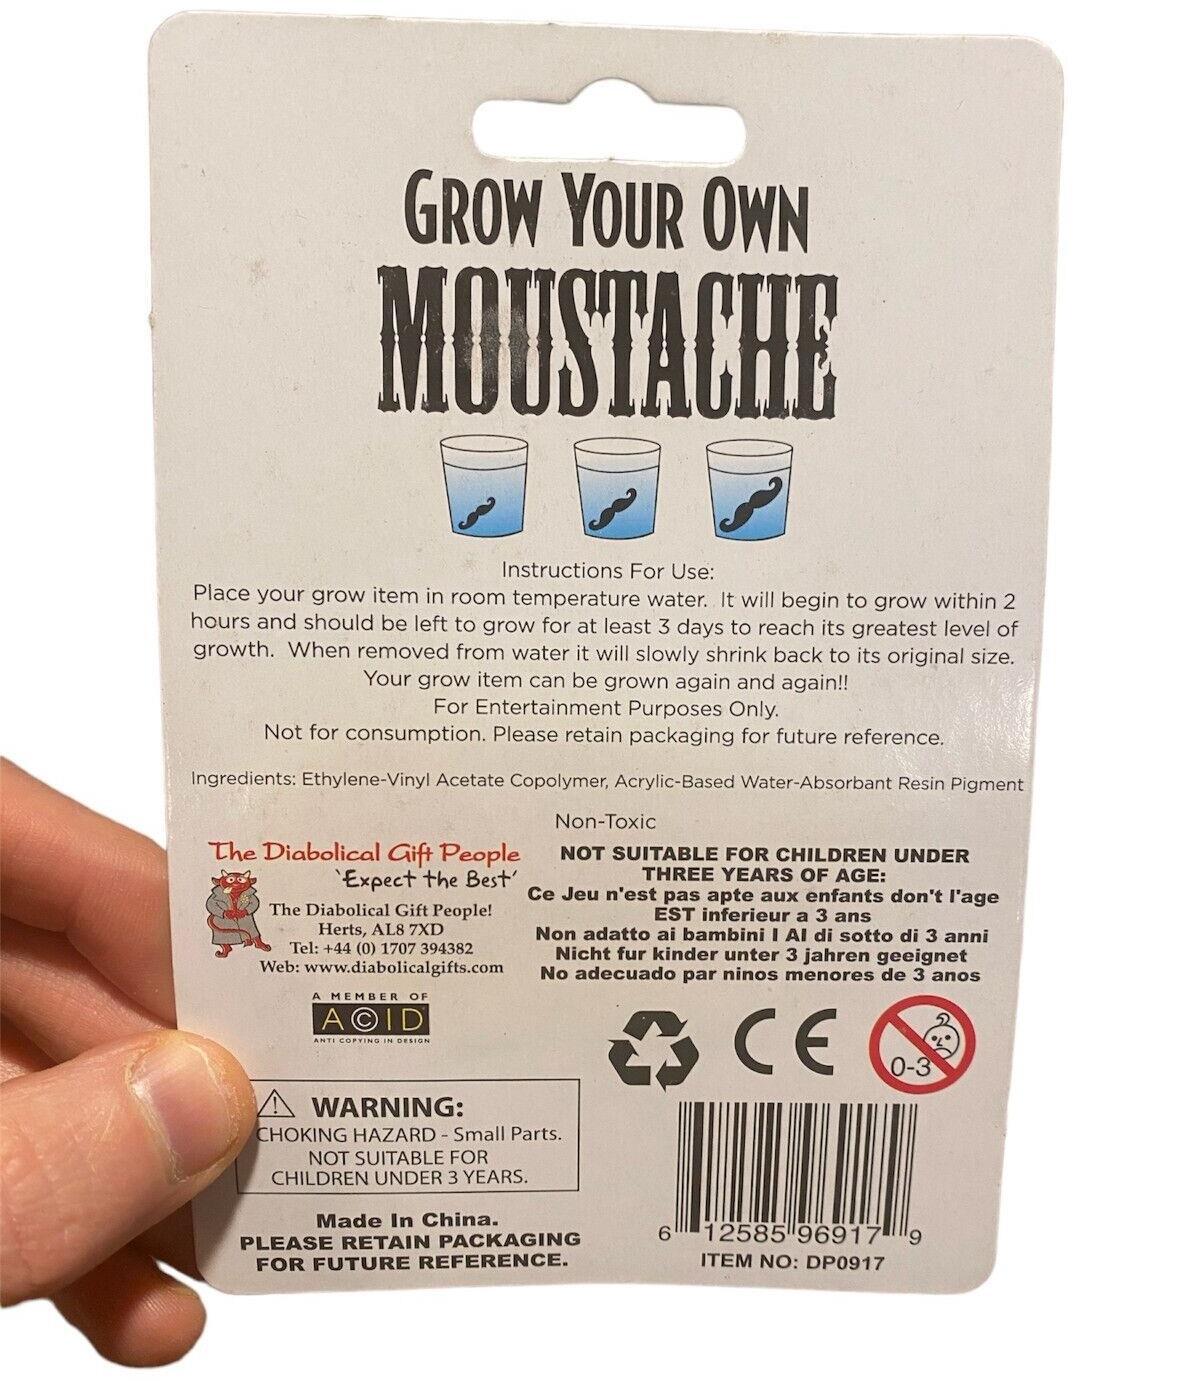 GROW YOUR OWN
MOUSTACHE
Instructions For Use:
Place your grow item in room temperature water. It will begin to grow within 2
hours and should be left to grow for at least 3 days to reach its greatest level of
growth. When removed from water it will slowly shrink back to its original size.
Your grow item can be grown again and again!!
For Entertainment Purposes Only.
Not for consumption. Please retain packaging for future reference.
Ingredients: Ethylene-Vinyl Acetate Copolymer, Acrylic-Based Water-Absorbant Resin Pigment
Non-Toxic
The Diabolical Gift People
'Expect the Best'
The Diabolical Gift People!
Herts, AL8 7XD
Tel: +44 (0) 1707 394382
Web: www.diabolicalgifts.com
A MEMBER OF
A©ID
ANTI COPYING IN DESIGN
NOT SUITABLE FOR CHILDREN UNDER
THREE YEARS OF AGE:
Ce Jeu n'est pas apte aux enfants don't l'age
EST inferieur a 3 ans
Non adatto ai bambini I AI di sotto di 3 anni
Nicht fur kinder unter 3 jahren geeignet
No adecuado par ninos menores de 3 anos
CE
0-3
WARNING:
CHOKING HAZARD - Small Parts.
NOT SUITABLE FOR
CHILDREN UNDER 3 YEARS.
Made In China.
PLEASE RETAIN PACKAGING
FOR FUTURE REFERENCE.
6 12585 96917 9
ITEM NO: DP0917